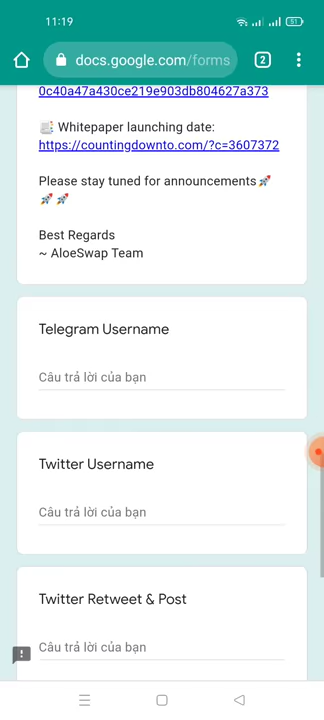 11:19
51
docs.google.com/forms
2
0c40a47a430ce219e903db804627a373
📑 Whitepaper launching date:
https://countingdownto.com/?c=3607372
Please stay tuned for announcements🚀
🚀🚀
Best Regards
~ AloeSwap Team
Telegram Username
Câu trả lời của bạn
Twitter Username
Câu trả lời của bạn
Twitter Retweet & Post
Câu trả lời của bạn